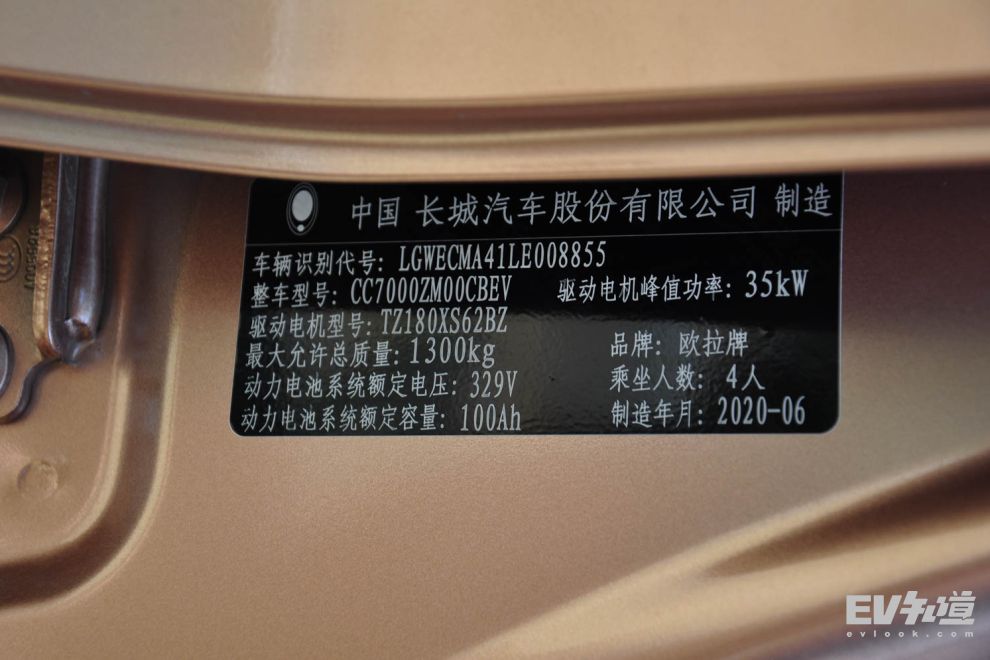 中国 长城汽车股份有限公司 制造
车辆识别代号: LGWECMA41LE008855
整车型号: CC7000ZM00CBEV 驱动电机峰值功率: 35kW
驱动电机型号: TZ180XS62BZ
最大允许总质量: 1300kg 品牌: 欧拉牌
动力电池系统额定电压: 329V 乘坐人数: 4人
动力电池系统额定容量: 100Ah 制造年月: 2020-06
EV知道
evlook.com